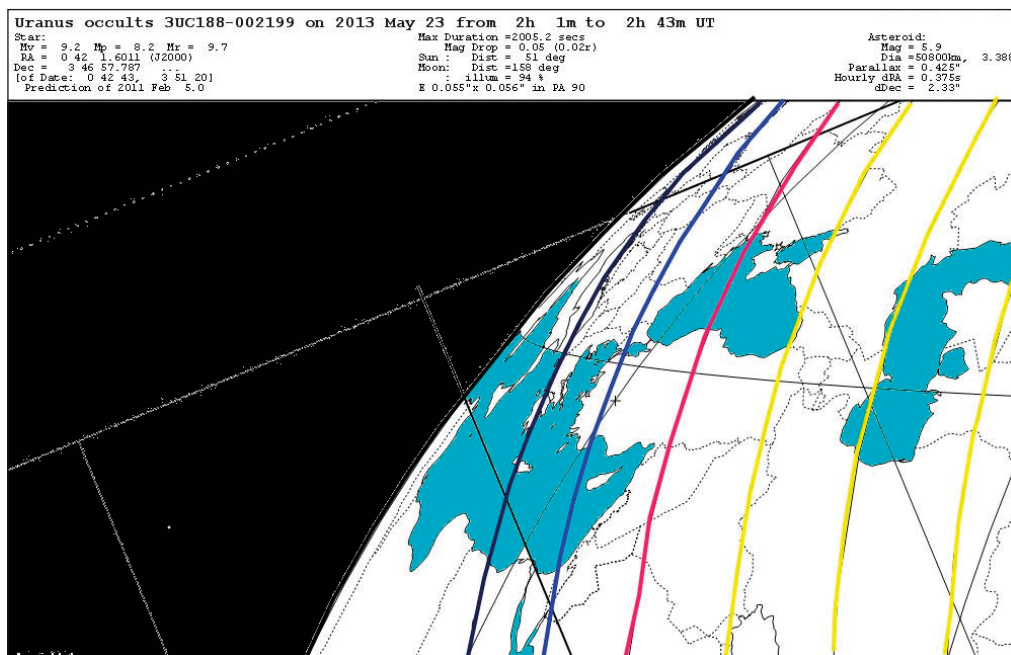 Uranus occults 3UC188-002199 on 2013 May 23 from 2h 1m to 2h 43m UT
Star:
Mv = 9.2 Mp = 8.2 Mr = 9.7
RA = 0 42 1.6011 (J2000)
Dec = 3 46 57.787 ...
[of Date: 0 42 43, 3 51 20]
Prediction of 2011 Feb 5.0
Max Duration =2005.2 secs
Mag Drop = 0.05 (0.02r)
Sun : Dist = 51 deg
Moon: Dist =158 deg
: illum = 94 %
E 0.055"x 0.056" in PA 90
Asteroid:
Mag = 5.9
Dia =50800km, 3.388
Parallax = 0.425"
Hourly dRA = 0.375s
dDec = 2.33"